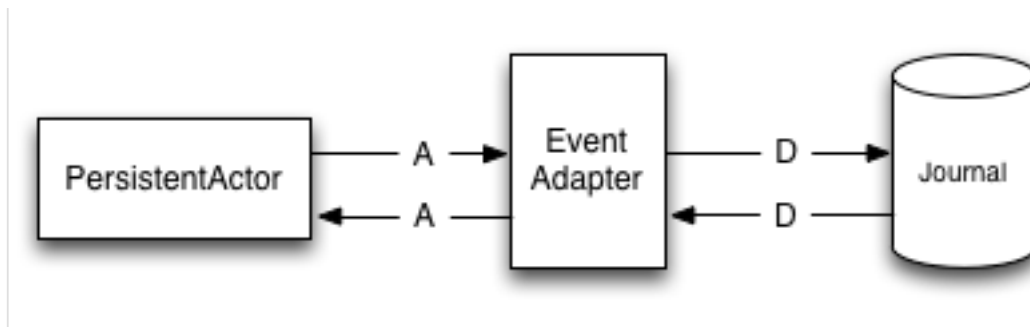 PersistentActor
A
A
Event
Adapter
D
D
Journal